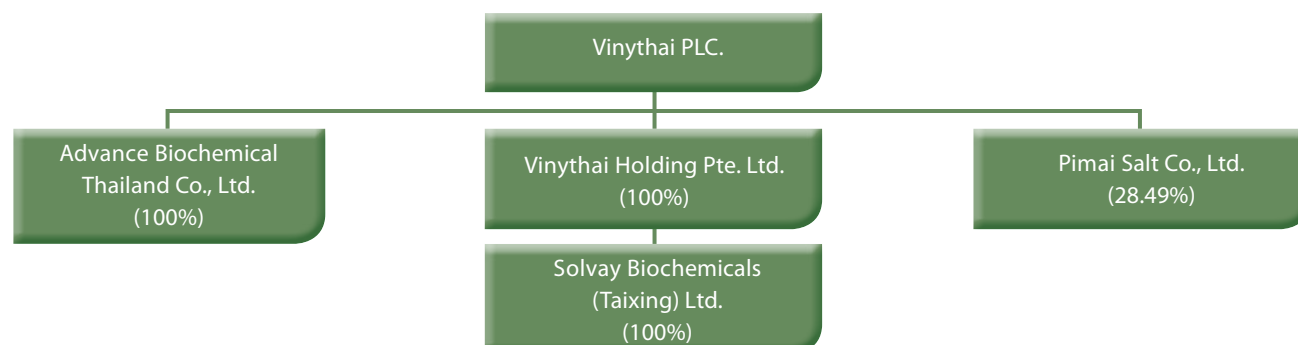 Vinythai PLC.
Advance Biochemical
Thailand Co., Ltd.
(100%)
Vinythai Holding Pte. Ltd.
(100%)
Pimai Salt Co., Ltd.
(28.49%)
Solvay Biochemicals
(Taixing) Ltd.
(100%)